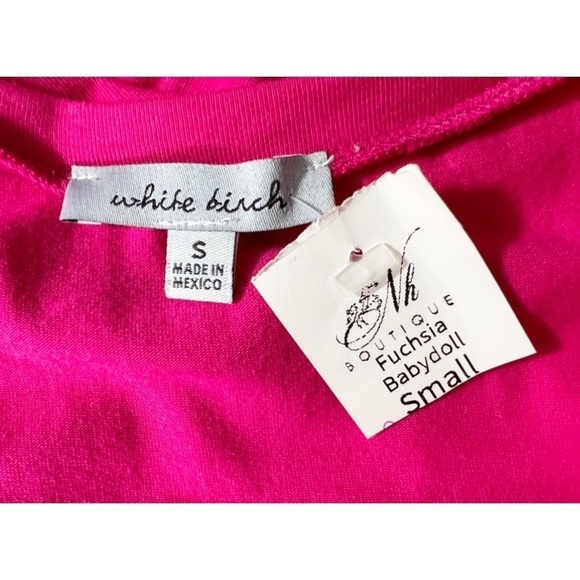 white birch
S
MADE IN
MEXICO
Nh
BOUTIQUE
Fuchsia
Babydoll
Small